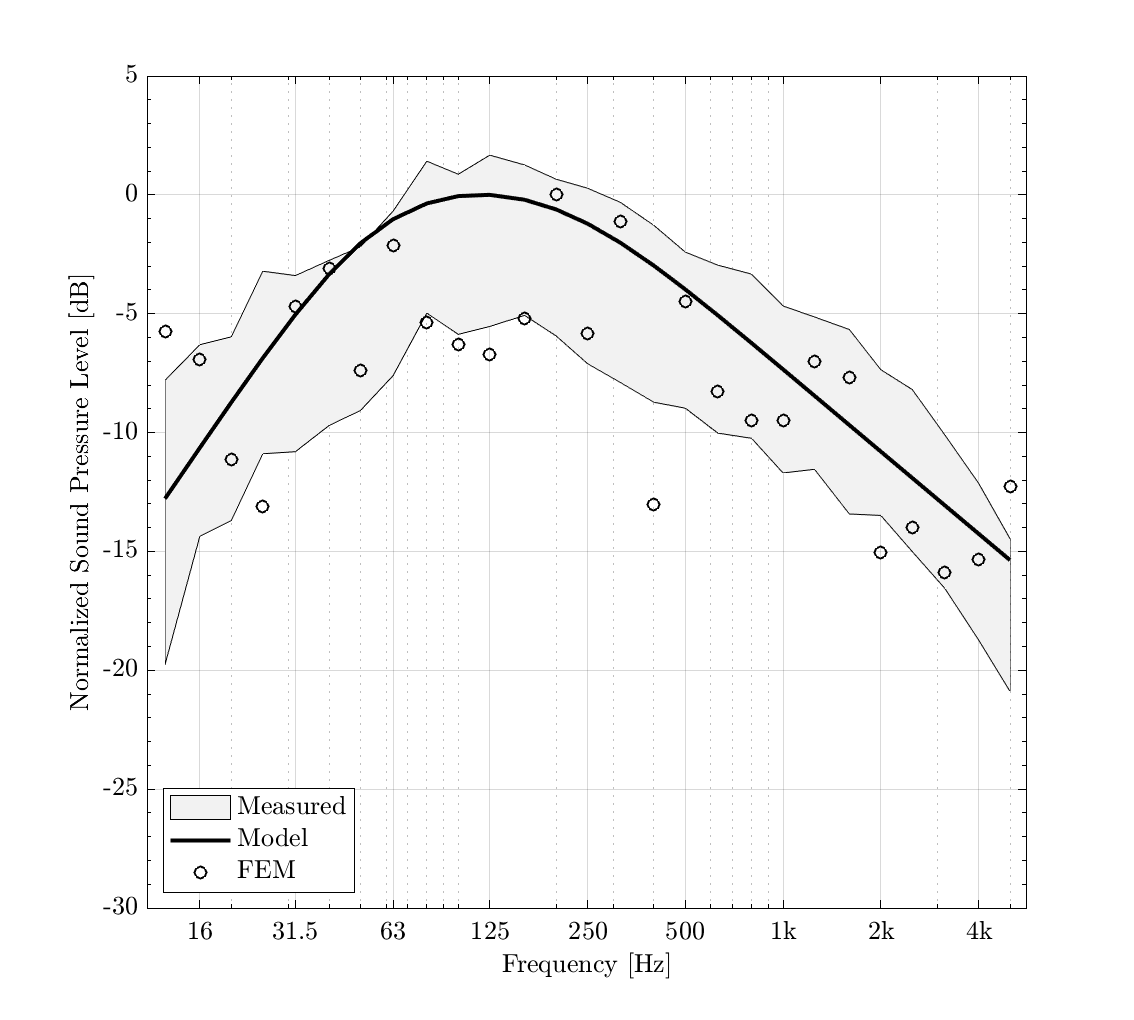 5
0
-5
-10
-15
-20
-25
-30
Normalized Sound Pressure Level [dB]
Measured
Model
FEM
16 31.5 63 125 250 500 1k 2k 4k
Frequency [Hz]